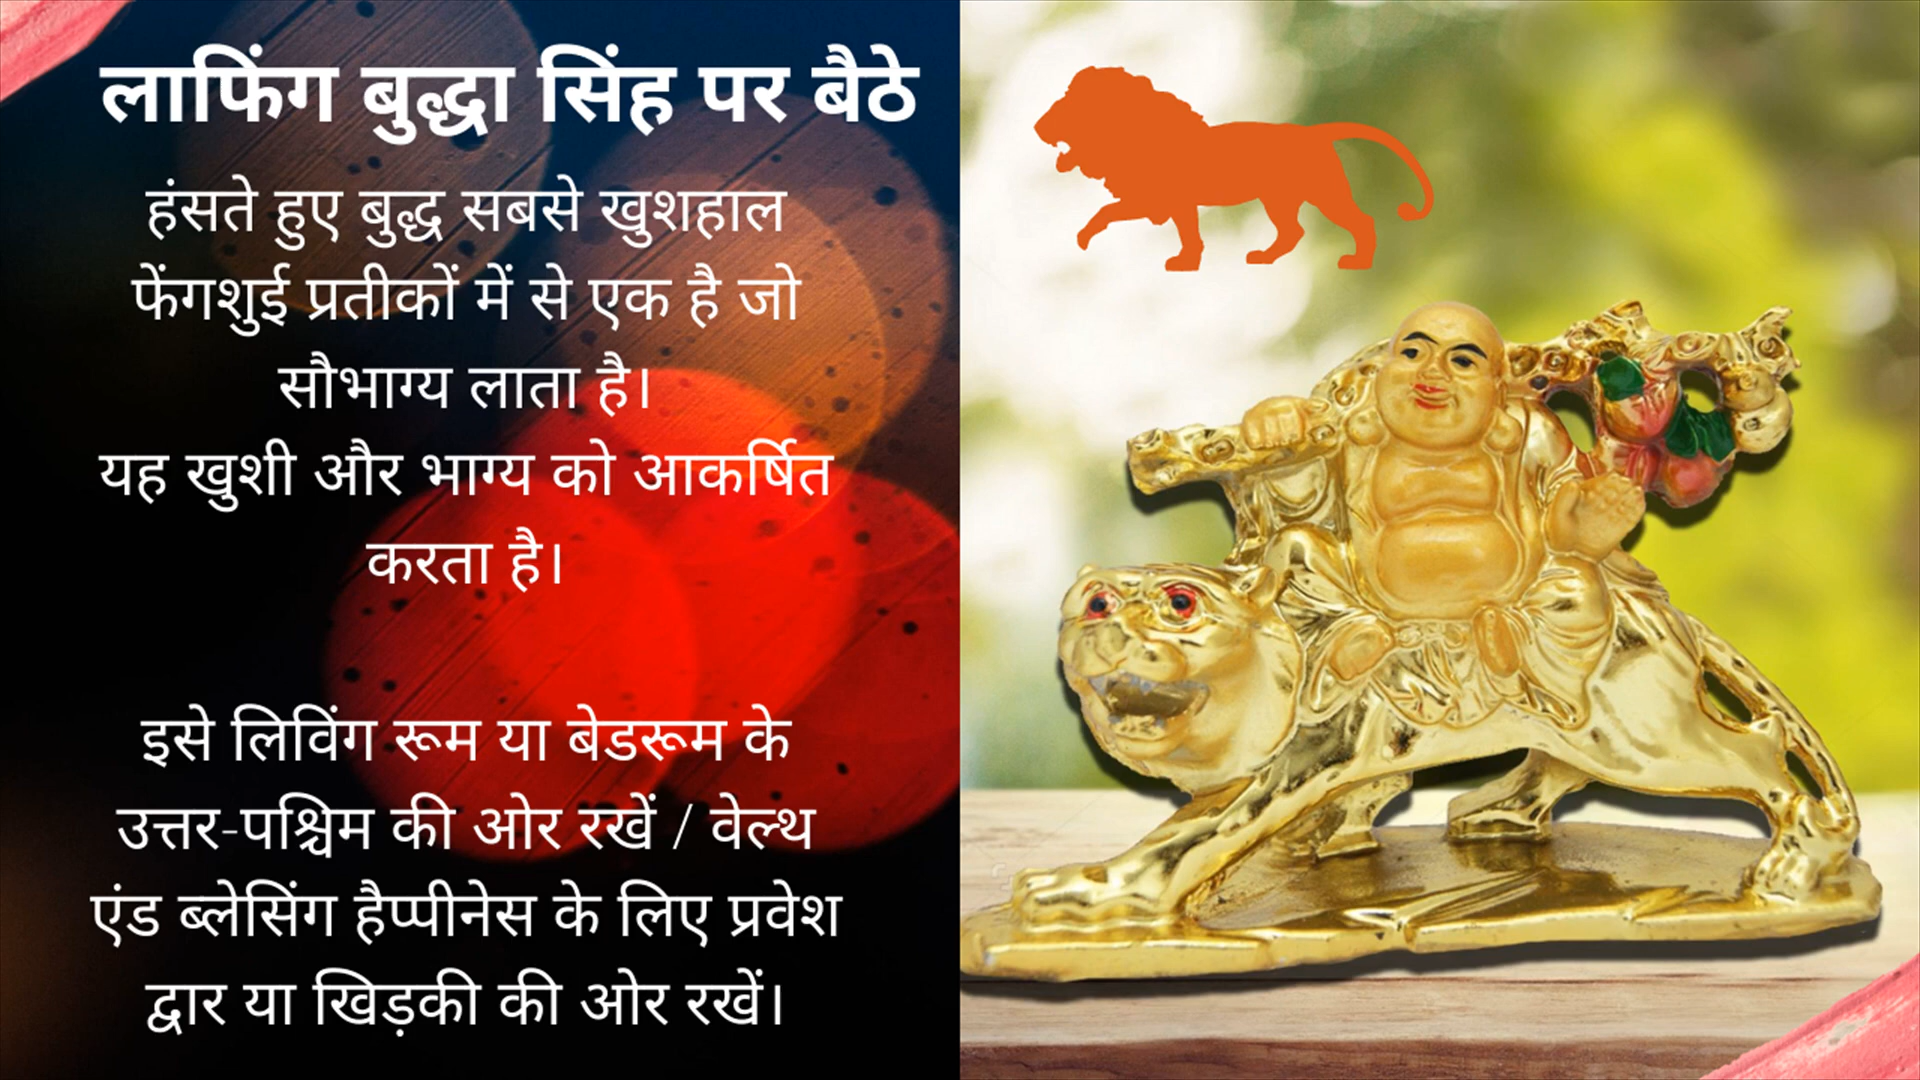 लाफिंग बुद्धा सिंह पर बैठे
हंसते हुए बुद्ध सबसे खुशहाल
फेंगशुई प्रतीकों में से एक है जो
सौभाग्य लाता है।
यह खुशी और भाग्य को आकर्षित
करता है।
इसे लिविंग रूम या बेडरूम के
उत्तर-पश्चिम की ओर रखें / वेल्थ
एंड ब्लेसिंग हैप्पीनेस के लिए प्रवेश
द्वार या खिड़की की ओर रखें।